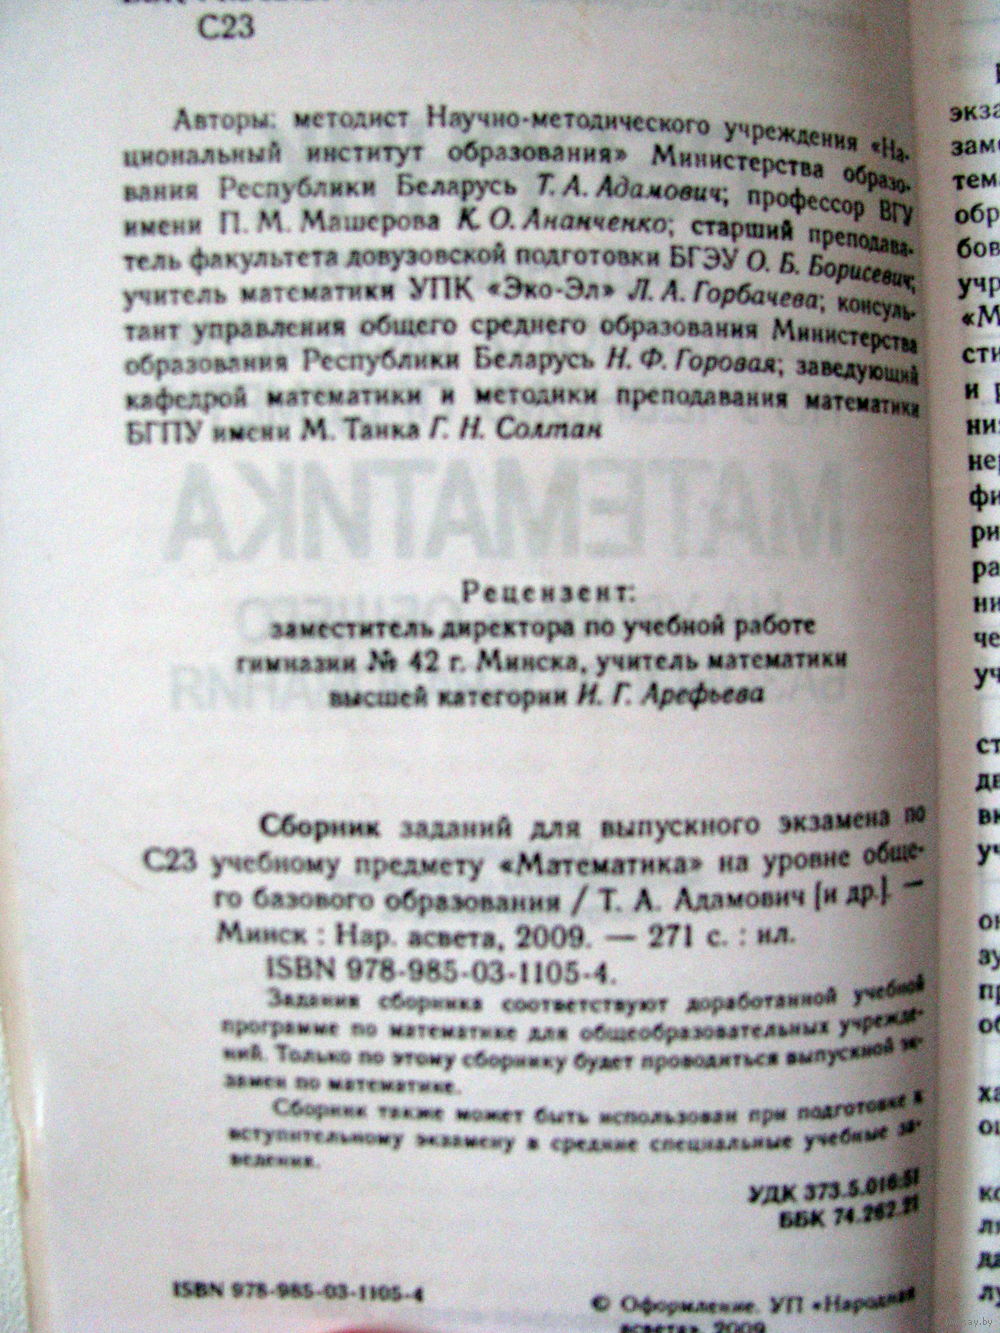 С23
Авторы: методист Научно-методического учреждения «На-
циональный институт образования» Министерства образо-
вания Республики Беларусь Т. А. Адамович; профессор ВГУ
имени П. М. Машерова К. О. Ананченко; старший преподава-
тель факультета довузовской подготовки БГЭУ О. Б. Борисевич;
учитель математики УПК «Эко-Эл» Л. А. Горбачева; консуль-
тант управления общего среднего образования Министерства
образования Республики Беларусь Н. Ф. Горовая; заведующий
кафедрой математики и методики преподавания математики
БГПУ имени М. Танка Г. Н. Солтан
Рецензент:
заместитель директора по учебной работе
гимназии № 42 г. Минска, учитель математики
высшей категории И. Г. Арефьева
Сборник заданий для выпускного экзамена по
С23 учебному предмету «Математика» на уровне обще-
го базового образования / Т. А. Адамович [и др.]. —
Минск : Нар. асвета, 2009. — 271 с. : ил.
ISBN 978-985-03-1105-4.
Задания сборника соответствуют доработанной учебной
программе по математике для общеобразовательных учрежде-
ний. Только по этому сборнику будет проводиться выпускной эк-
замен по математике.
Сборник также может быть использован при подготовке к
вступительному экзамену в средние специальные учебные за-
ведения.
УДК 373.5.016:51
ББК 74.262.21
ISBN 978-985-03-1105-4
© Оформление. УП «Народная
асвета», 2009